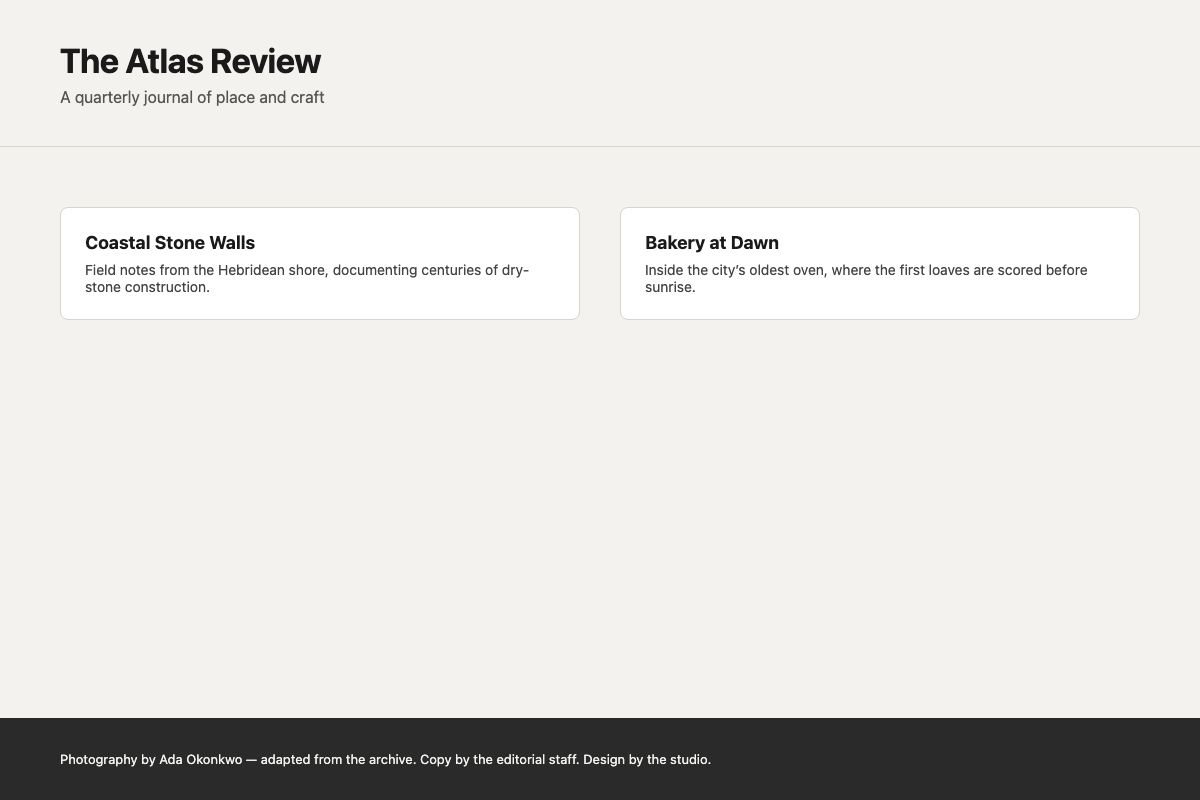 The Atlas Review
A quarterly journal of place and craft
Coastal Stone Walls
Field notes from the Hebridean shore, documenting centuries of dry-
stone construction.
Bakery at Dawn
Inside the city’s oldest oven, where the first loaves are scored before
sunrise.
Photography by Ada Okonkwo — adapted from the archive. Copy by the editorial staff. Design by the studio.